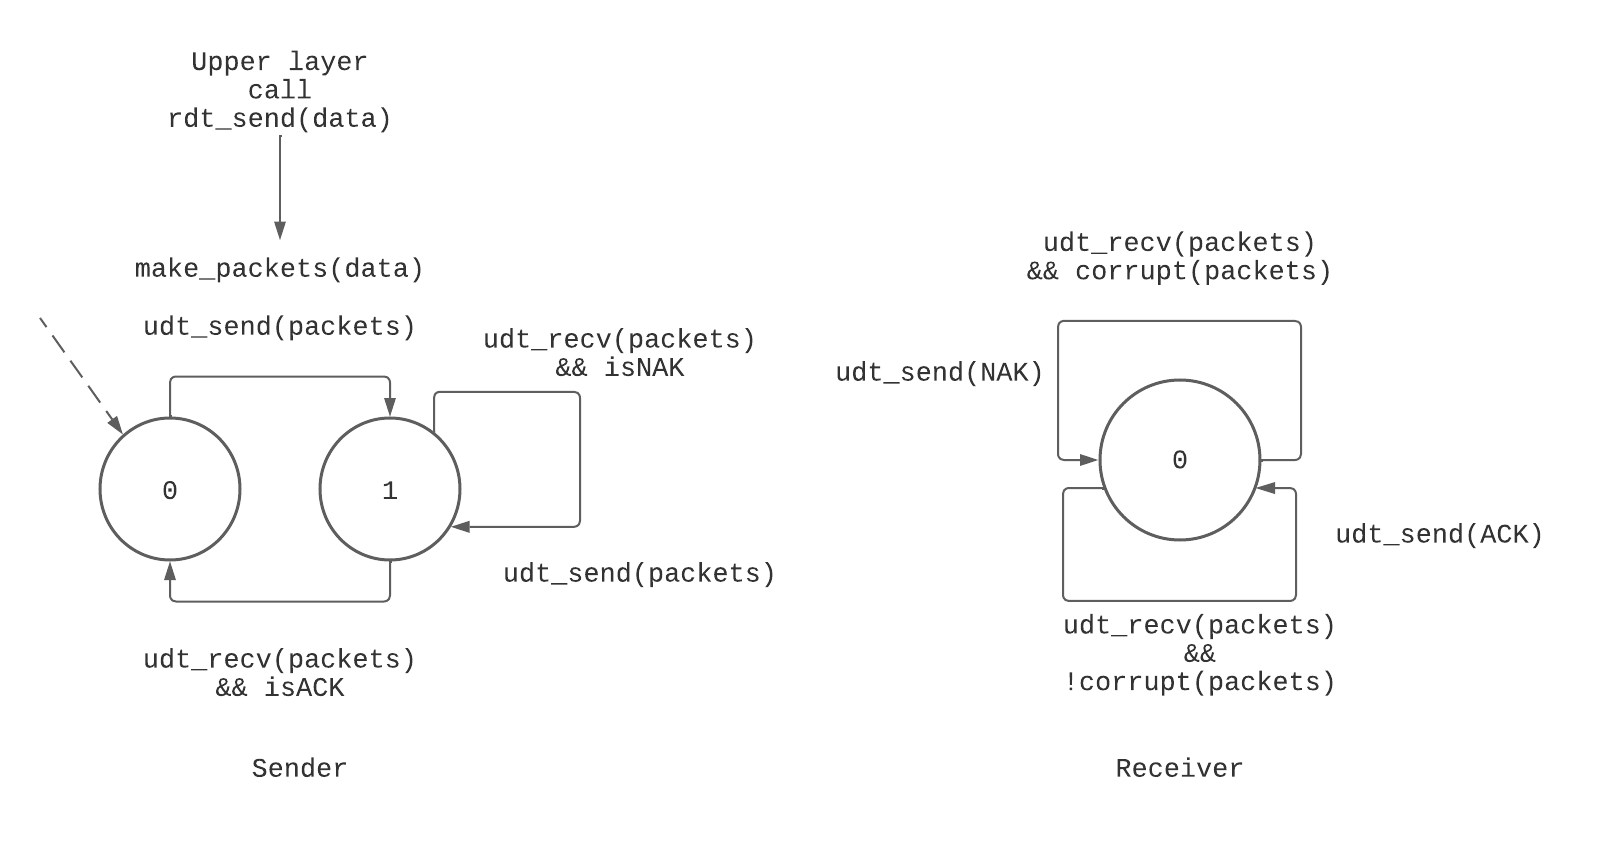 Upper layer
call
rdt_send(data)
make_packets(data)
udt_send(packets)
udt_recv(packets)
&& isNAK
0
1
udt_send(packets)
udt_recv(packets)
&& isACK
Sender
udt_recv(packets)
&& corrupt(packets)
udt_send(NAK)
0
udt_send(ACK)
udt_recv(packets)
&&
!corrupt(packets)
Receiver